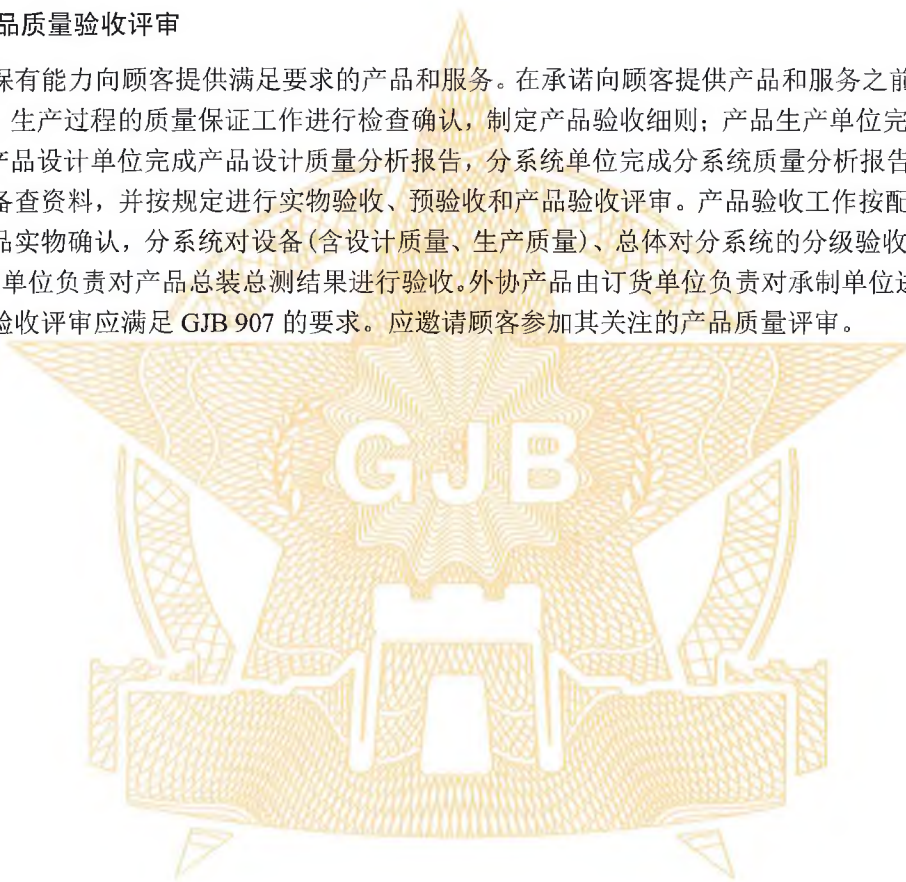 品质量验收评审
保有能力向顾客提供满足要求的产品和服务。在承诺向顾客提供产品和服务之前
生产过程的质量保证工作进行检查确认，制定产品验收细则；产品生产单位完
产品设计单位完成产品设计质量分析报告，分系统单位完成分系统质量分析报告
备查资料，并按规定进行实物验收、预验收和产品验收评审。产品验收工作按配
品实物确认，分系统对设备(含设计质量、生产质量)、总体对分系统的分级验收
单位负责对产品总装总测结果进行验收。外协产品由订货单位负责对承制单位进
验收评审应满足 GJB 907 的要求。应邀请顾客参加其关注的产品质量评审。
GJB